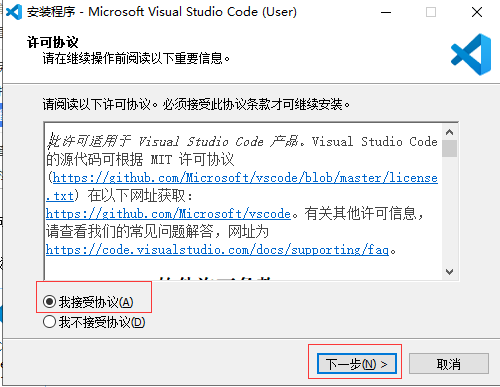 安装程序 - Microsoft Visual Studio Code (User)
许可协议
请在继续操作前阅读以下重要信息。
请阅读以下许可协议。必须接受此协议条款才可继续安装。
此许可适用于 Visual Studio Code 产品。Visual Studio Code
的源代码可根据 MIT 许可协议
(https://github.com/Microsoft/vscode/blob/master/license
.txt) 在以下网址获取:
https://github.com/Microsoft/vscode。有关其他许可信息，
请查看我们的常见问题解答，网址为
https://code.visualstudio.com/docs/supporting/faq。
我接受协议(A)
我不接受协议(D)
下一步(N) >
取消